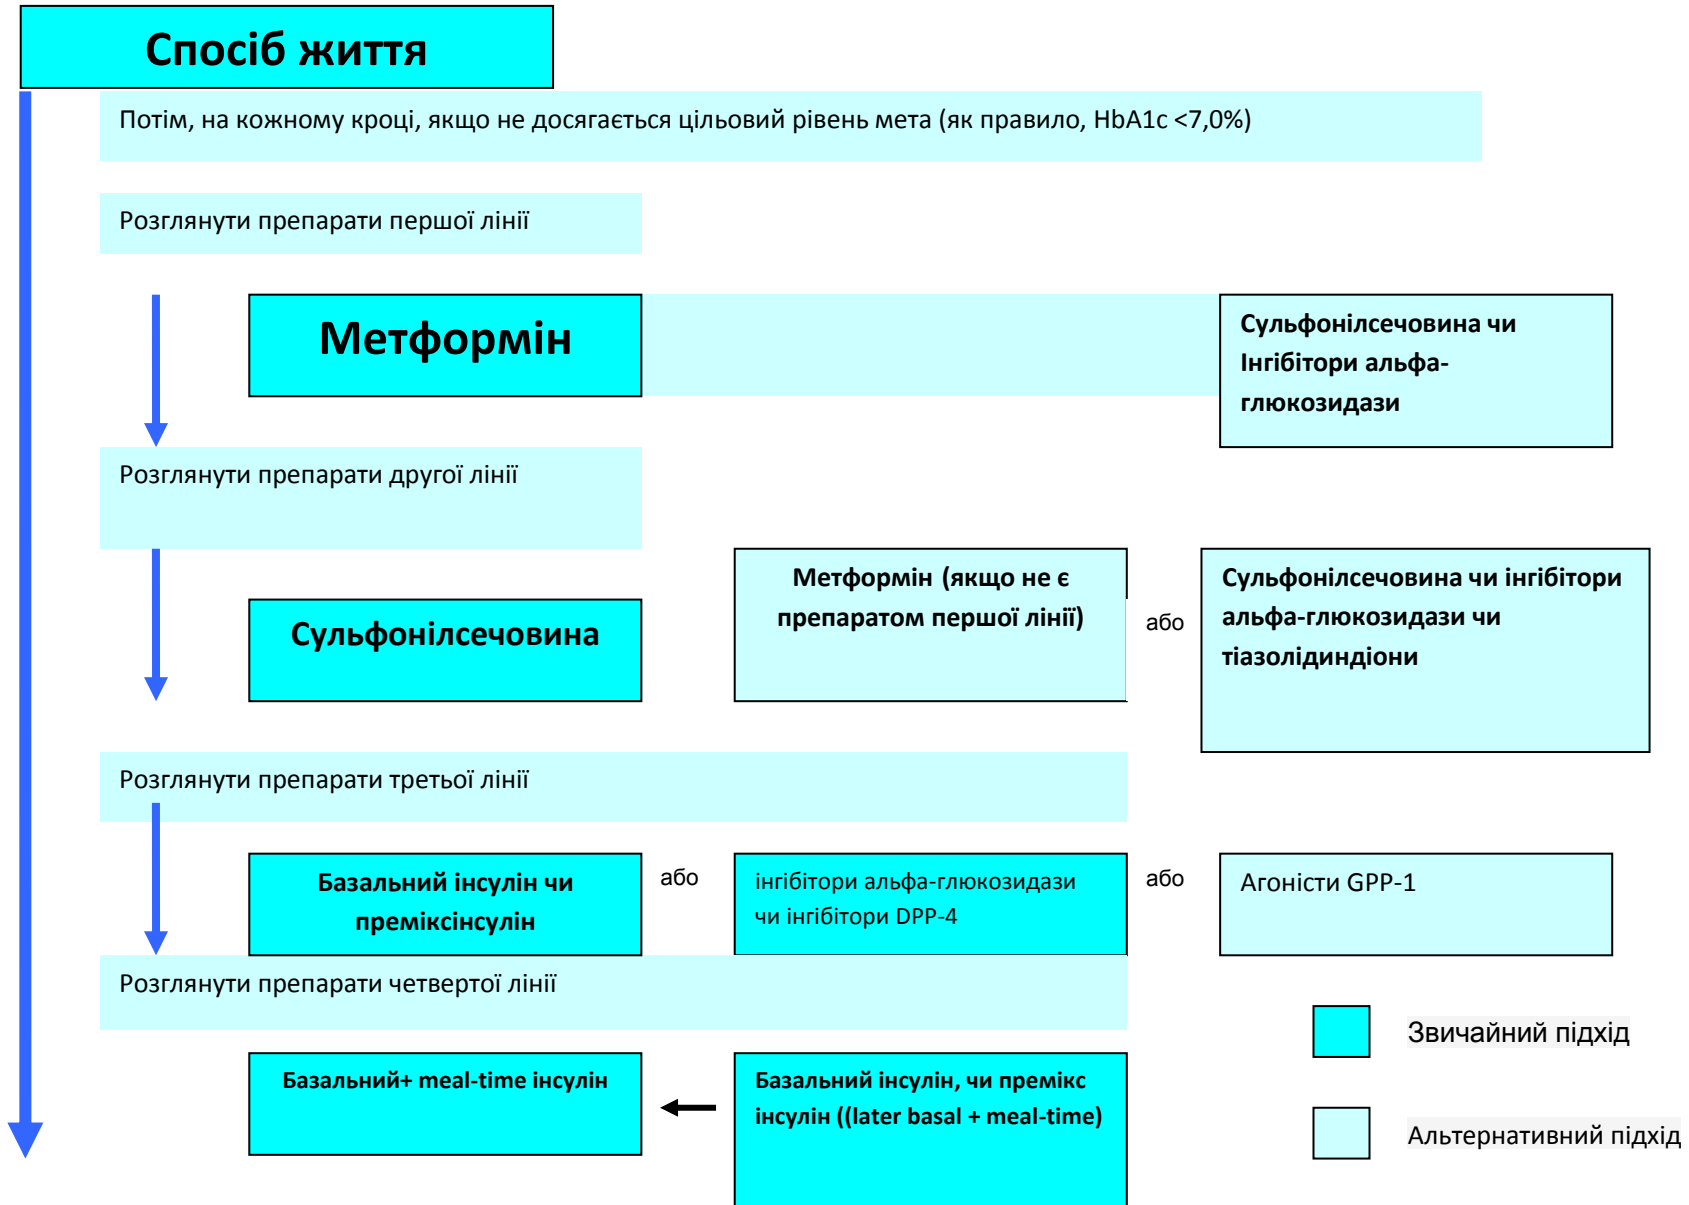 Спосіб життя
Потім, на кожному кроці, якщо не досягається цільовий рівень мета (як правило, HbA1c <7,0%)
Розглянути препарати першої лінії
Метформін
Сульфонілсечовина чи
Інгібітори альфа-
глюкозидази
Розглянути препарати другої лінії
Сульфонілсечовина
Метформін (якщо не є
препаратом першої лінії)
або
Сульфонілсечовина чи інгібітори
альфа-глюкозидази чи
тіазолідиндіони
Розглянути препарати третьої лінії
Базальний інсулін чи
преміксінсулін
або
інгібітори альфа-глюкозидази
чи інгібітори DPP-4
або
Агоністи GPP-1
Розглянути препарати четвертої лінії
Базальний+ meal-time інсулін
Базальний інсулін, чи премікс
інсулін ((later basal + meal-time)
Звичайний підхід
Альтернативний підхід